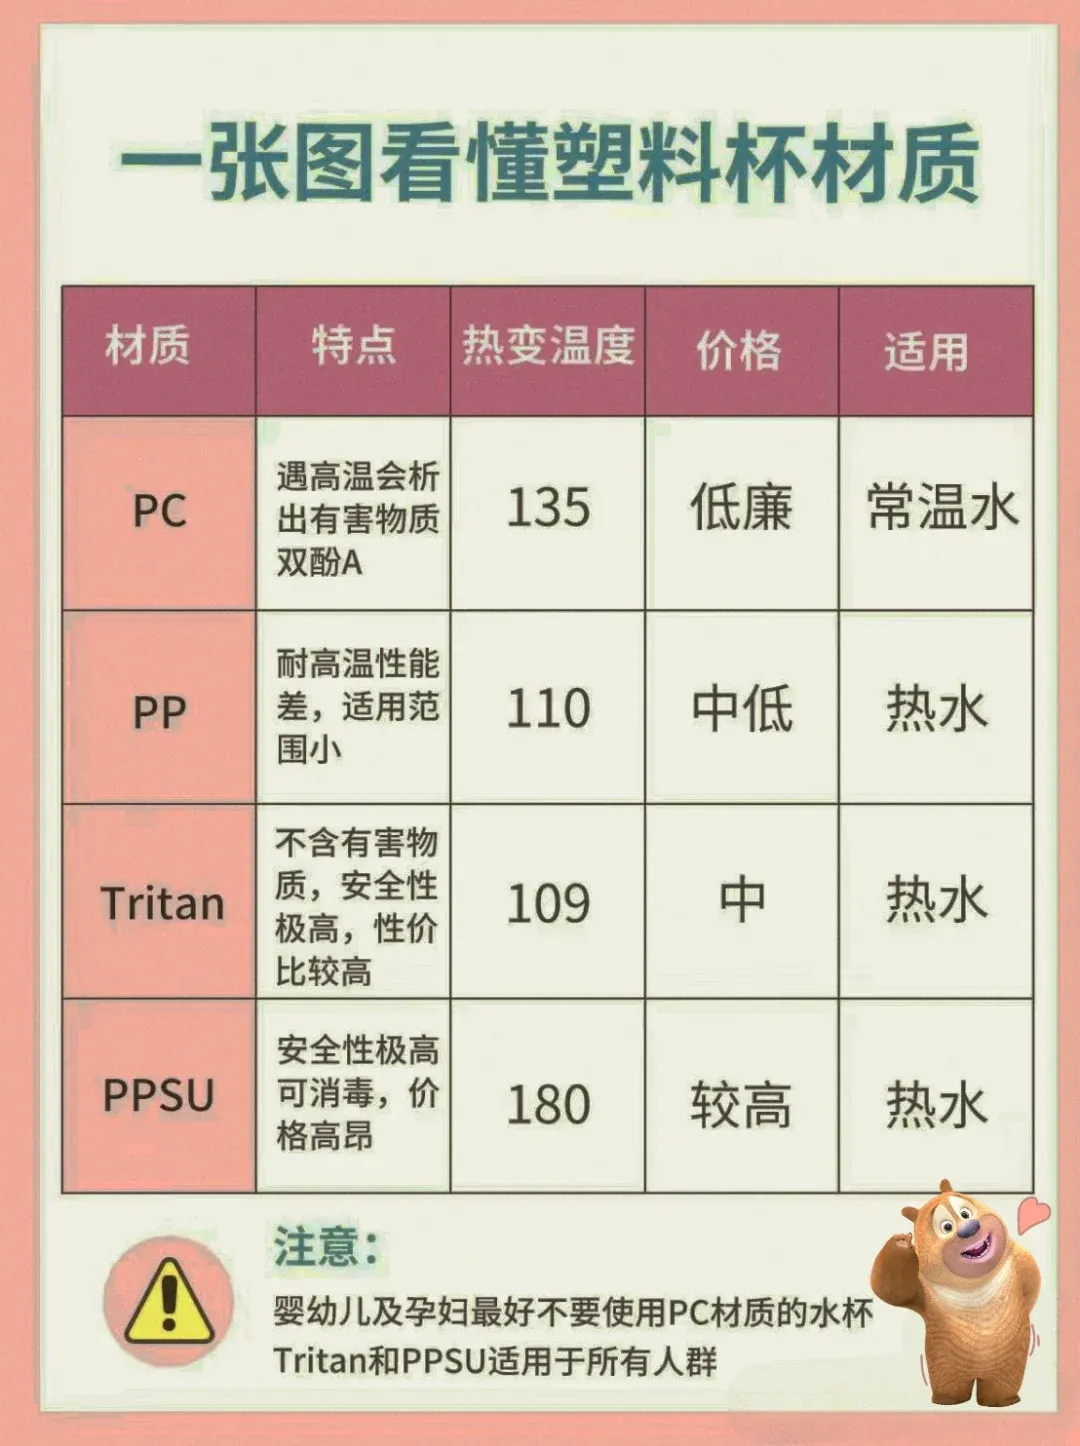 一张图看懂塑料杯材质
材质 特点 热变温度 价格 适用
PC
遇高温会析
出有害物质
双酚A
135
低廉
常温水
PP
耐高温性能
差，适用范
围小
110
中低
热水
Tritan
不含有害物
质，安全性
极高，性价
比较高
109
中
热水
PPSU
安全性极高
可消毒，价
格高昂
180
较高
热水
注意：
婴幼儿及孕妇最好不要使用PC材质的水杯
Tritan和PPSU适用于所有人群